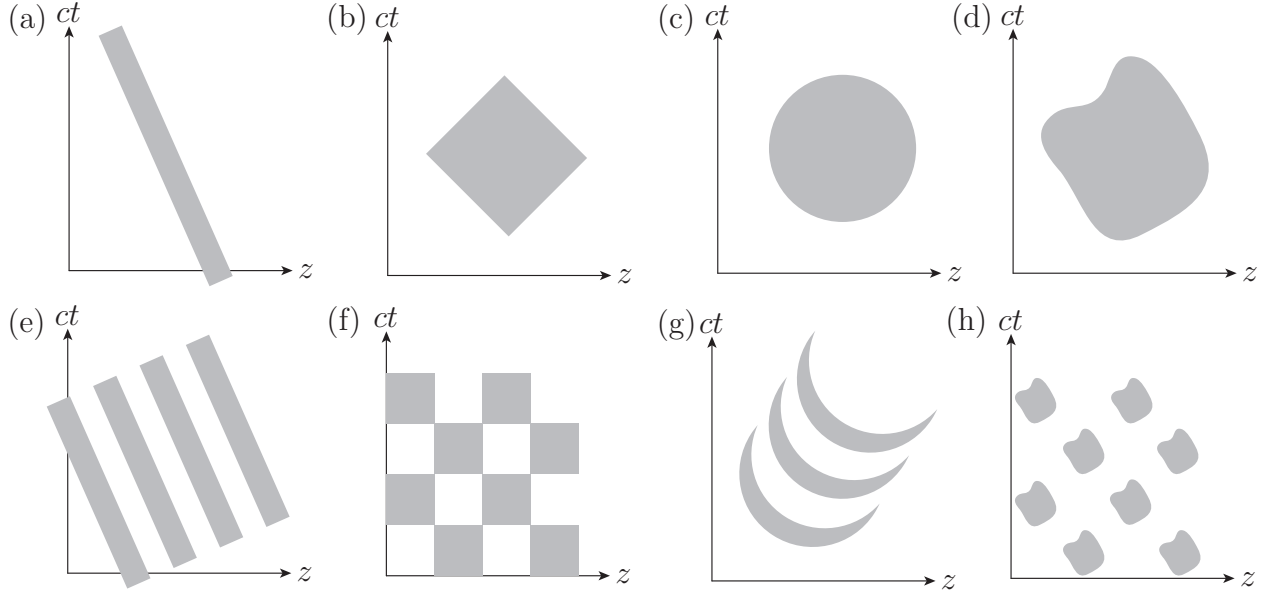 (a) ct
z
(b) ct
z
(c) ct
z
(d) ct
z
(e) ct
z
(f) ct
z
(g) ct
z
(h) ct
z